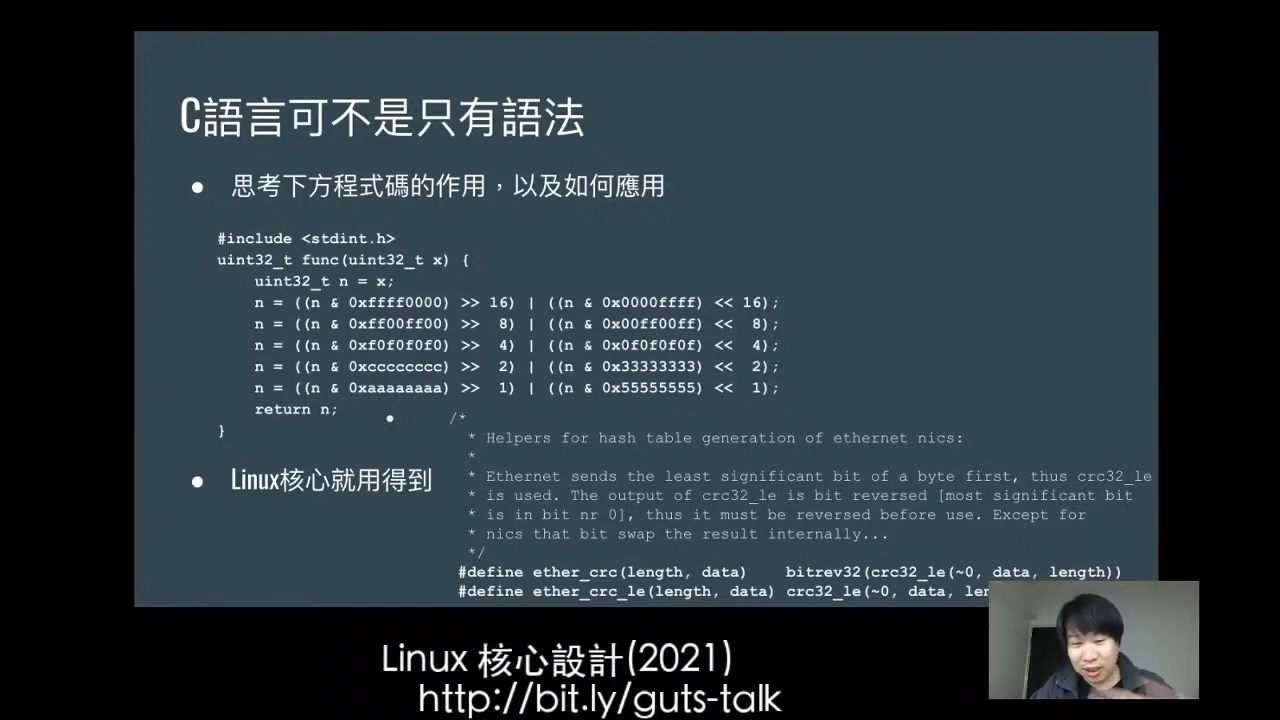 C語言可不是只有語法
● 思考下方程式碼的作用，以及如何應用
#include <stdint.h>
uint32_t func(uint32_t x) {
    uint32_t n = x;
    n = ((n & 0xffff0000) >> 16) | ((n & 0x0000ffff) << 16);
    n = ((n & 0xff00ff00) >>  8) | ((n & 0x00ff00ff) <<  8);
    n = ((n & 0xf0f0f0f0) >>  4) | ((n & 0x0f0f0f0f) <<  4);
    n = ((n & 0xcccccccc) >>  2) | ((n & 0x33333333) <<  2);
    n = ((n & 0xaaaaaaaa) >>  1) | ((n & 0x55555555) <<  1);
    return n;
}
● Linux核心就用得到
/*
 * Helpers for hash table generation of ethernet nics:
 *
 * Ethernet sends the least significant bit of a byte first, thus crc32_le
 * is used. The output of crc32_le is bit reversed [most significant bit
 * is in bit nr 0], thus it must be reversed before use. Except for
 * nics that bit swap the result internally...
 */
#define ether_crc(length, data)    bitrev32(crc32_le(~0, data, length))
#define ether_crc_le(length, data) crc32_le(~0, data,
Linux 核心設計(2021)
http://bit.ly/guts-talk